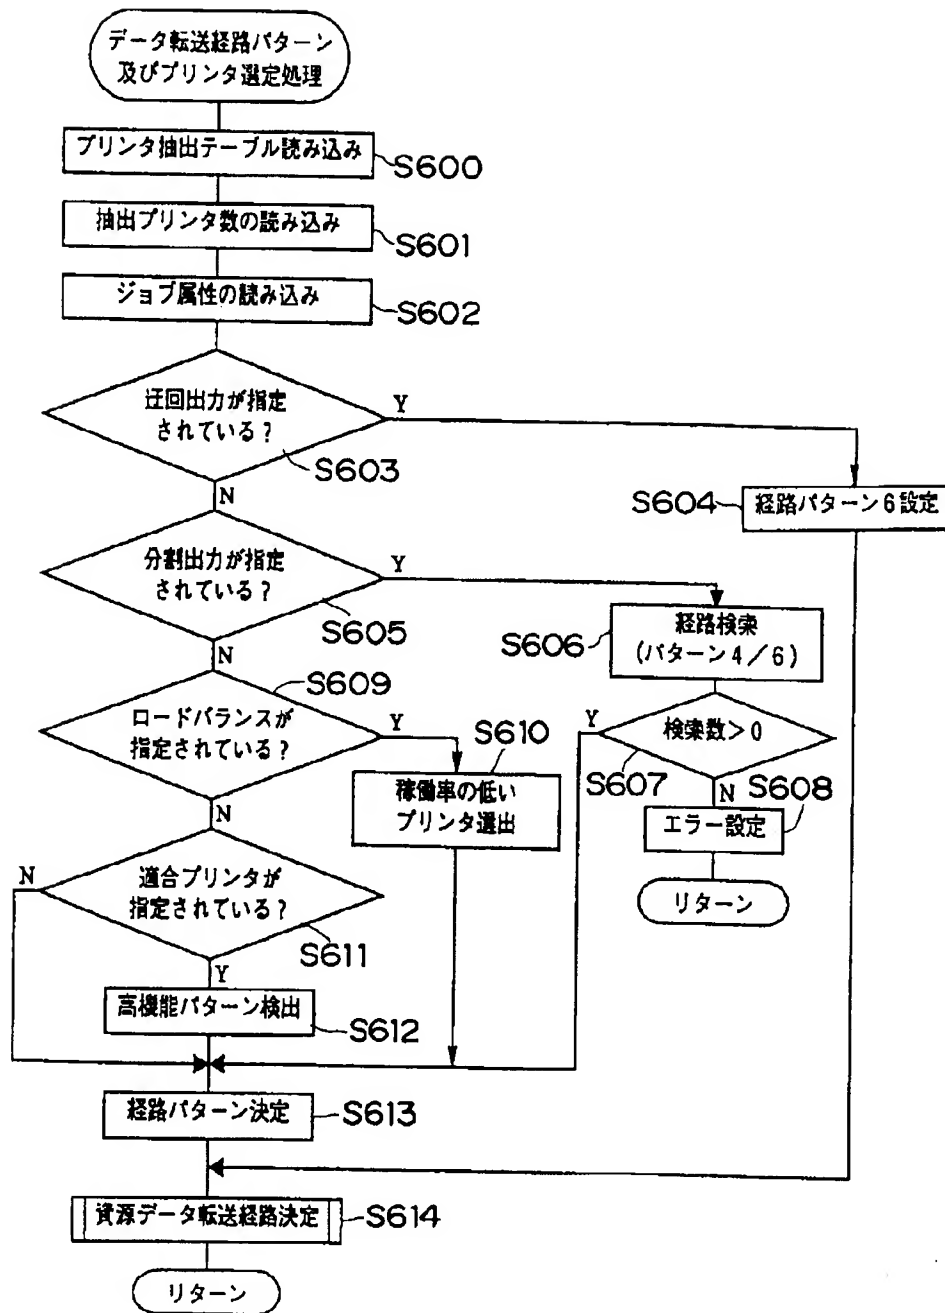 データ転送経路パターン
及びプリンタ選定処理
プリンタ抽出テーブル読み込み
S600
抽出プリンタ数の読み込み
S601
ジョブ属性の読み込み
S602
迂回出力が指定
されている?
Y
S603
N
S604
経路パターン6設定
分割出力が指定
されている?
Y
S605
N
S606
経路検索
(パターン4/6)
S609
ロードバランスが
指定されている?
Y
N
S610
稼働率の低い
プリンタ選出
Y
検索数>0
S607
N
S608
エラー設定
リターン
N
適合プリンタが
指定されている?
S611
Y
高機能パターン検出
S612
経路パターン決定
S613
資源データ転送経路決定
S614
リターン